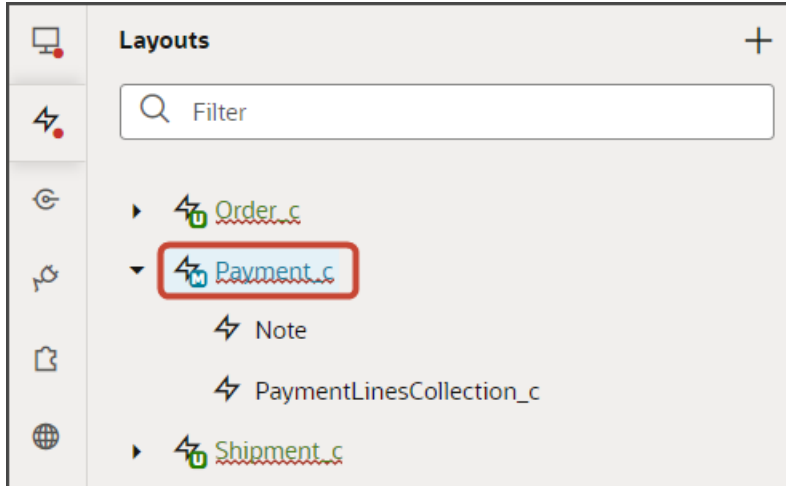 Layouts
Filter
Order_c
U
Payment_c
M
Note
PaymentLinesCollection_c
Shipment_c
U